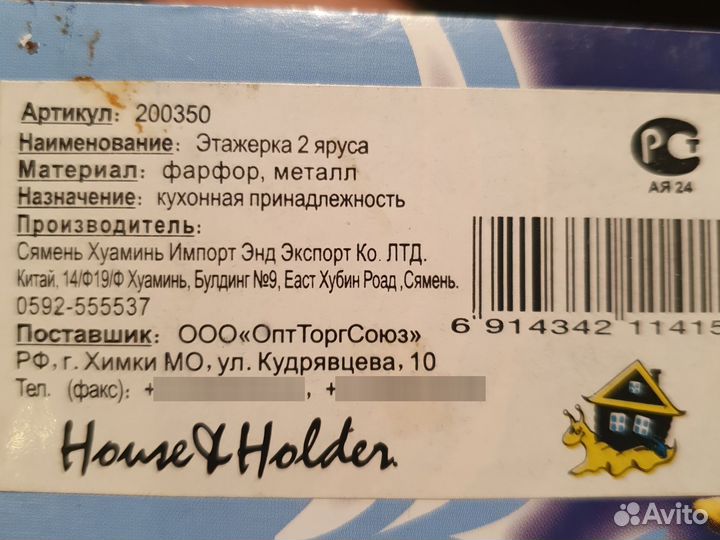 Артикул: 200350
Наименование: Этажерка 2 яруса
Материал: фарфор, металл
Назначение: кухонная принадлежность
Производитель:
Сямень Хуаминь Импорт Энд Экспорт Ко. ЛТД.
Китай, 14/Ф19/Ф Хуаминь, Булдинг №9, Еаст Хубин Роад ,Сямень.
0592-555537
Поставшик: ООО«ОптТоргСоюз»
РФ, г. Химки МО, ул. Кудрявцева, 10
Тел. (факс): + , +
House&Holder
РСТ
АЯ 24
6 914342 11415
Avito